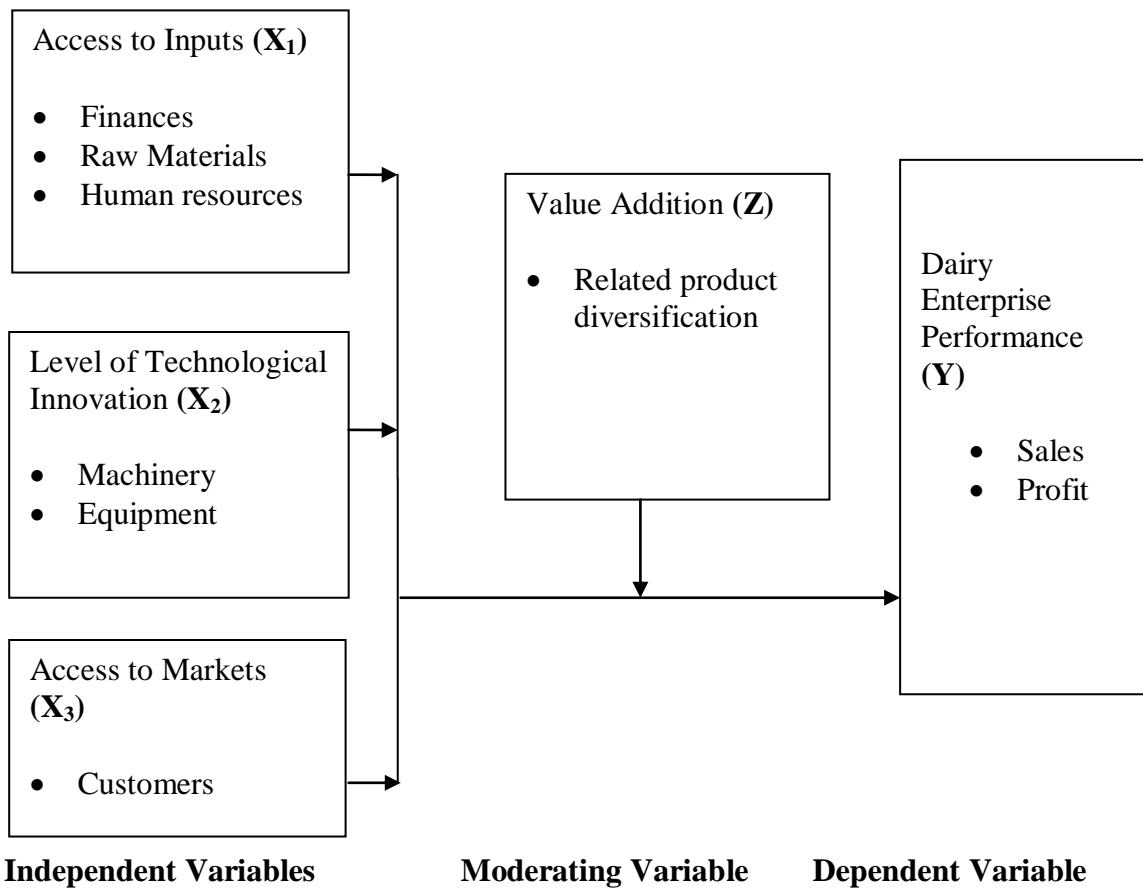 Access to Inputs (X₁)
• Finances
• Raw Materials
• Human resources
Level of Technological
Innovation (X₂)
• Machinery
• Equipment
Access to Markets
(X₃)
• Customers
Value Addition (Z)
• Related product
diversification
Dairy
Enterprise
Performance
(Y)
• Sales
• Profit
Independent Variables
Moderating Variable
Dependent Variable